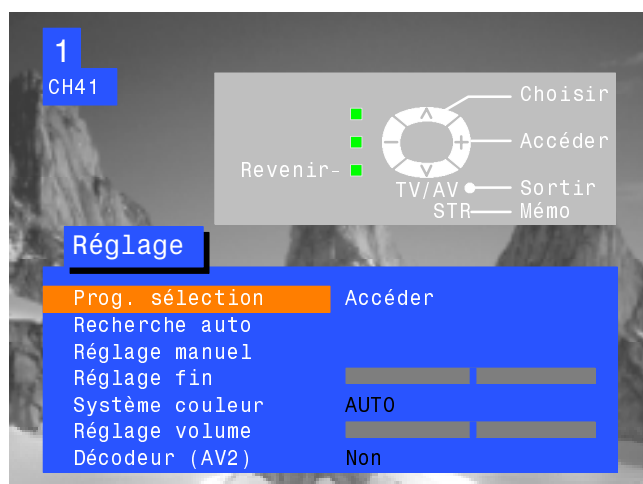 1
CH41
Choisir
Accéder
Revenir-
TV/AV
Sortir
STR
Mémo
Réglage
Prog. sélection Accéder
Recherche auto
Réglage manuel
Réglage fin
Système couleur AUTO
Réglage volume
Décodeur (AV2) Non